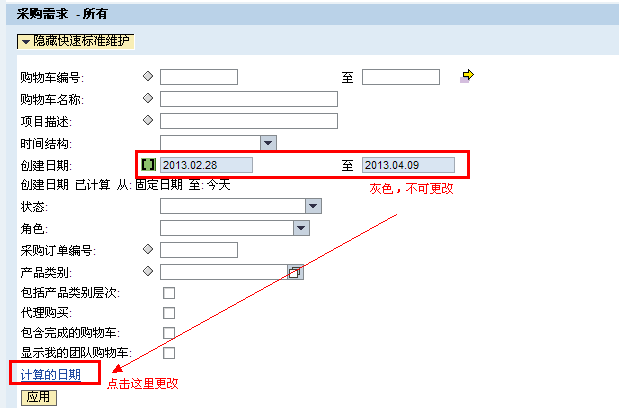 采购需求 - 所有
隐藏快速标准维护
购物车编号: 至
购物车名称:
项目描述:
时间结构:
创建日期: 2013.02.28 至 2013.04.09
创建日期 已计算 从: 固定日期 至: 今天
灰色，不可更改
状态:
角色:
采购订单编号:
产品类别:
包括产品类别层次:
代理购买:
包含完成的购物车:
显示我的团队购物车:
计算的日期
点击这里更改
应用